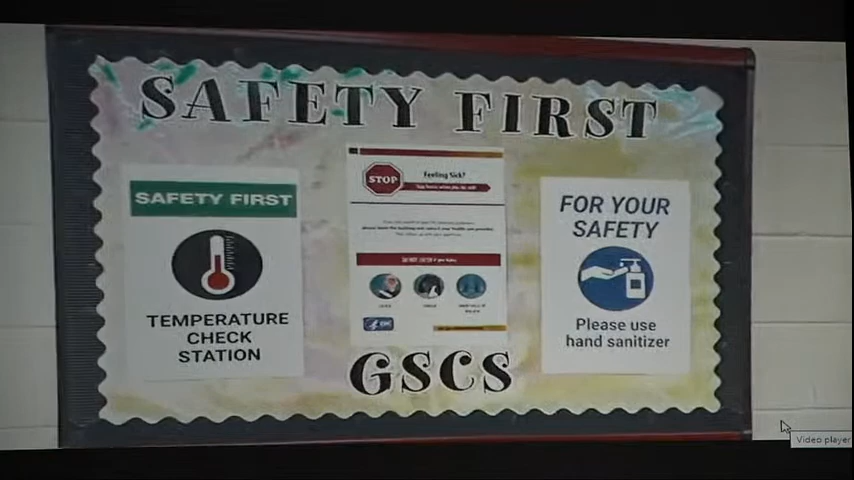 SAFETY FIRST
SAFETY FIRST
TEMPERATURE
CHECK
STATION
STOP
Feeling Sick?
CDC
FOR YOUR
SAFETY
Please use
hand sanitizer
GSCS
Video player